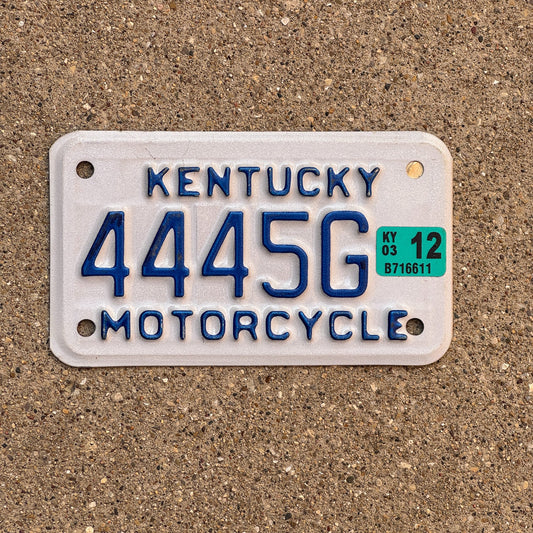 KENTUCKY
4445G
KY 03 12
B716611
MOTORCYCLE